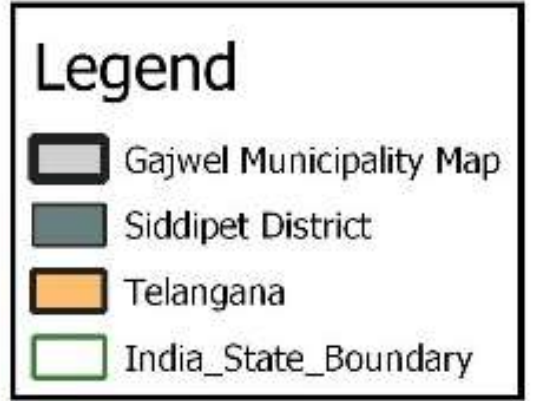 Legend
Gajwel Municipality Map
Siddipet District
Telangana
India_State_Boundary